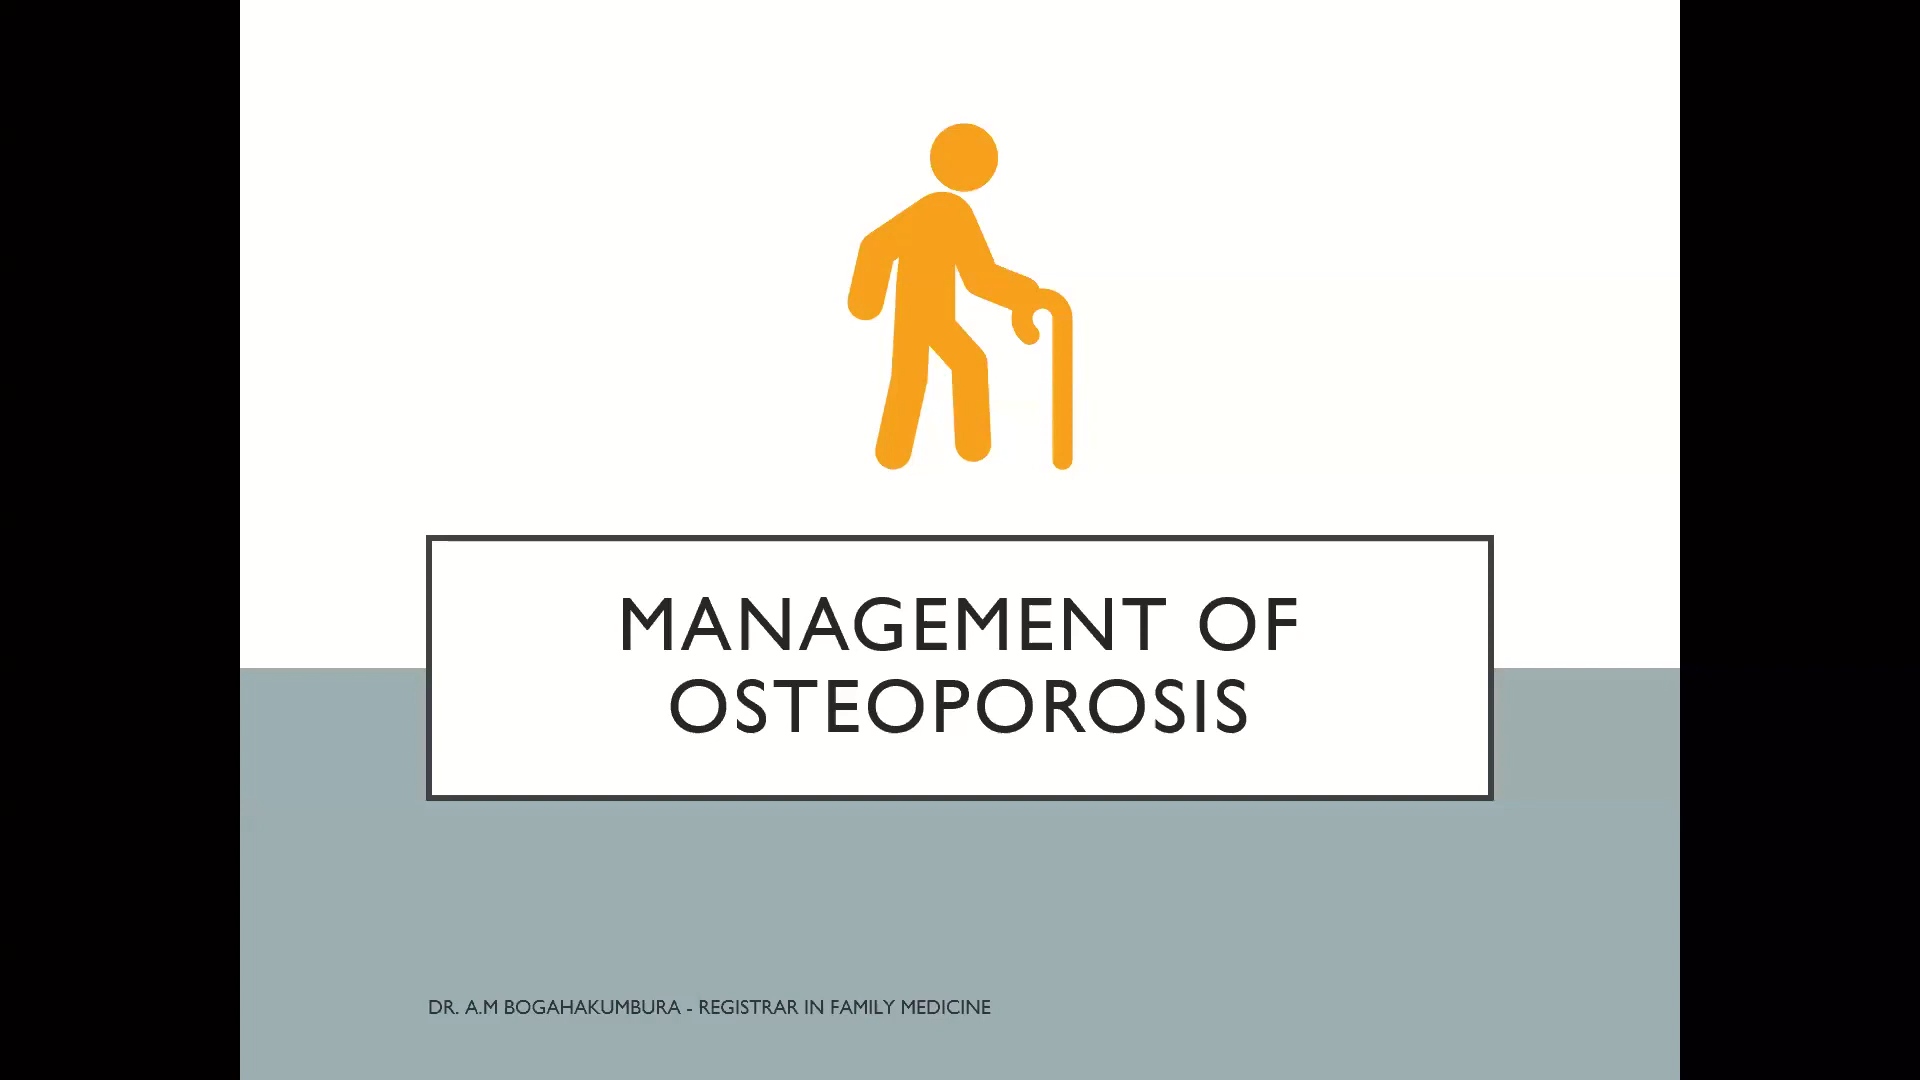 MANAGEMENT OF
OSTEOPOROSIS
DR. A.M BOGAHAKUMBURA - REGISTRAR IN FAMILY MEDICINE